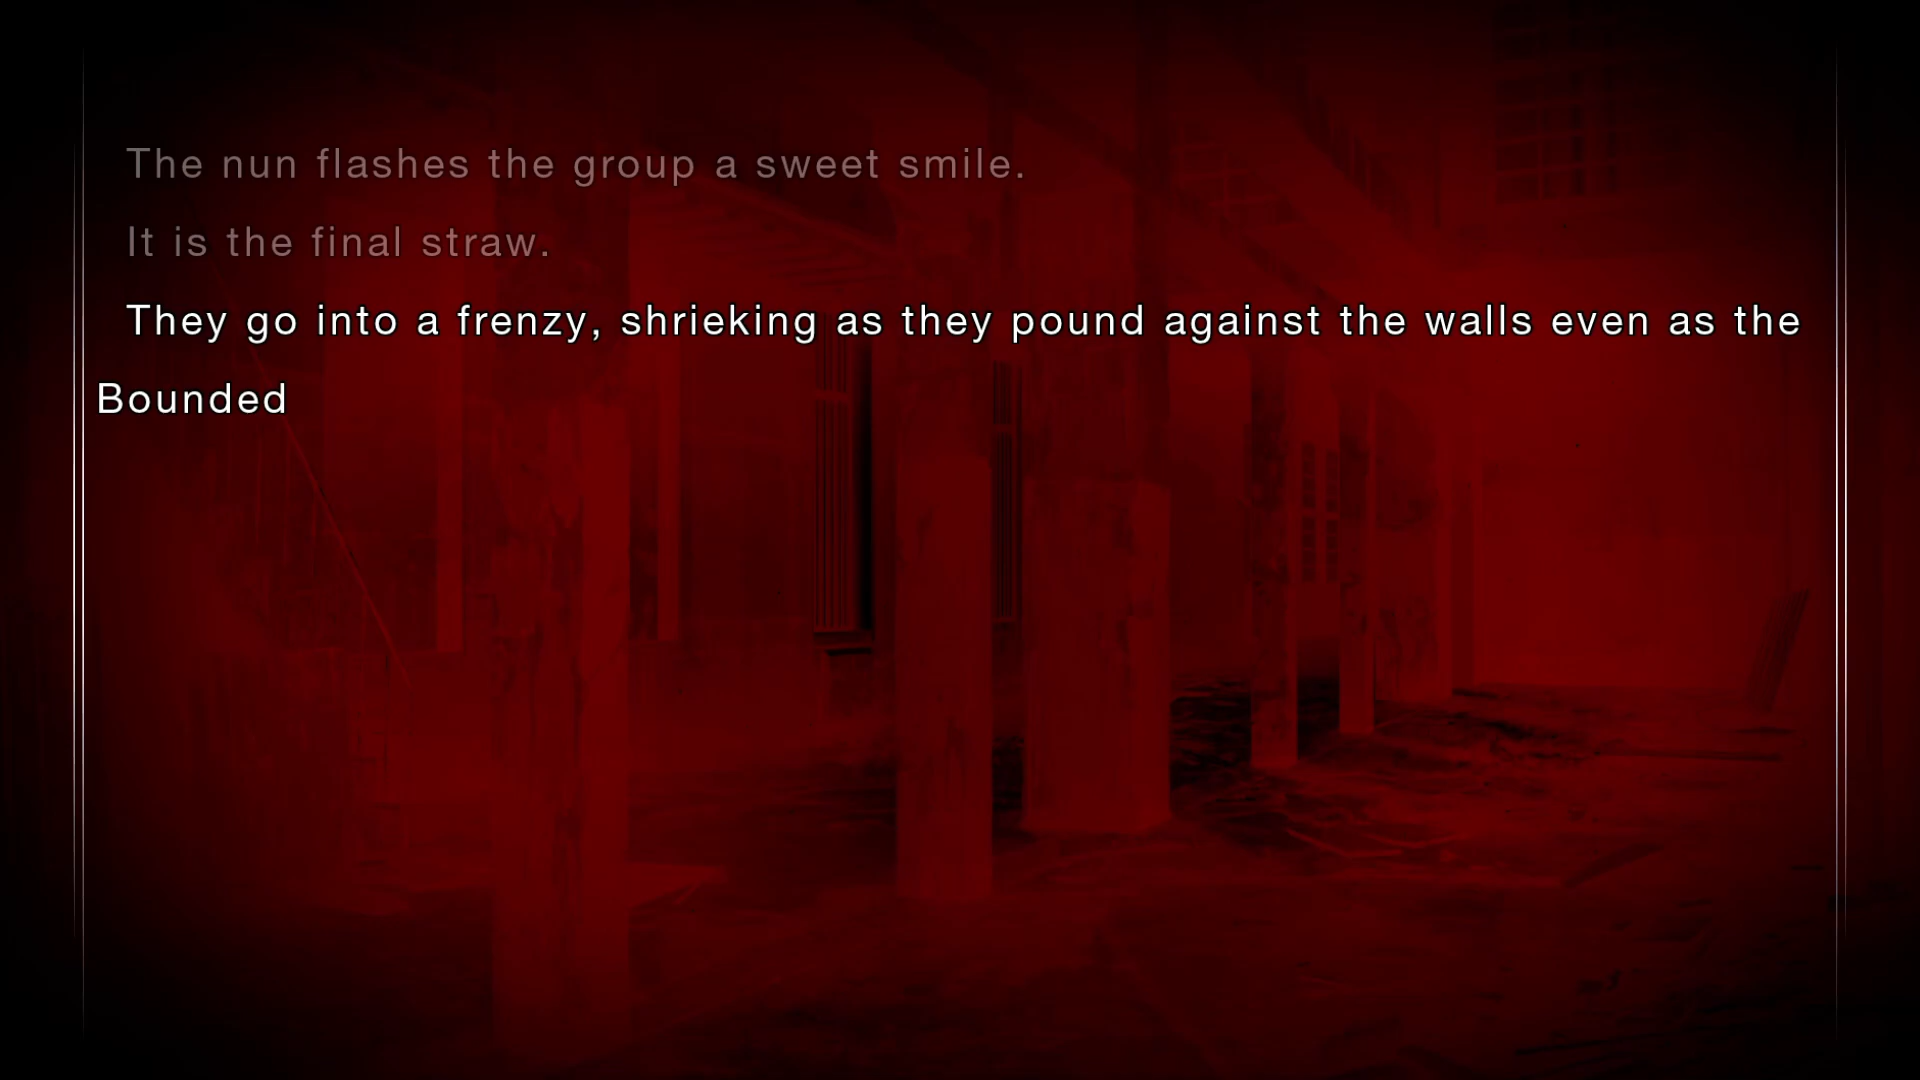 The nun flashes the group a sweet smile.
It is the final straw.
They go into a frenzy, shrieking as they pound against the walls even as the
Bounded